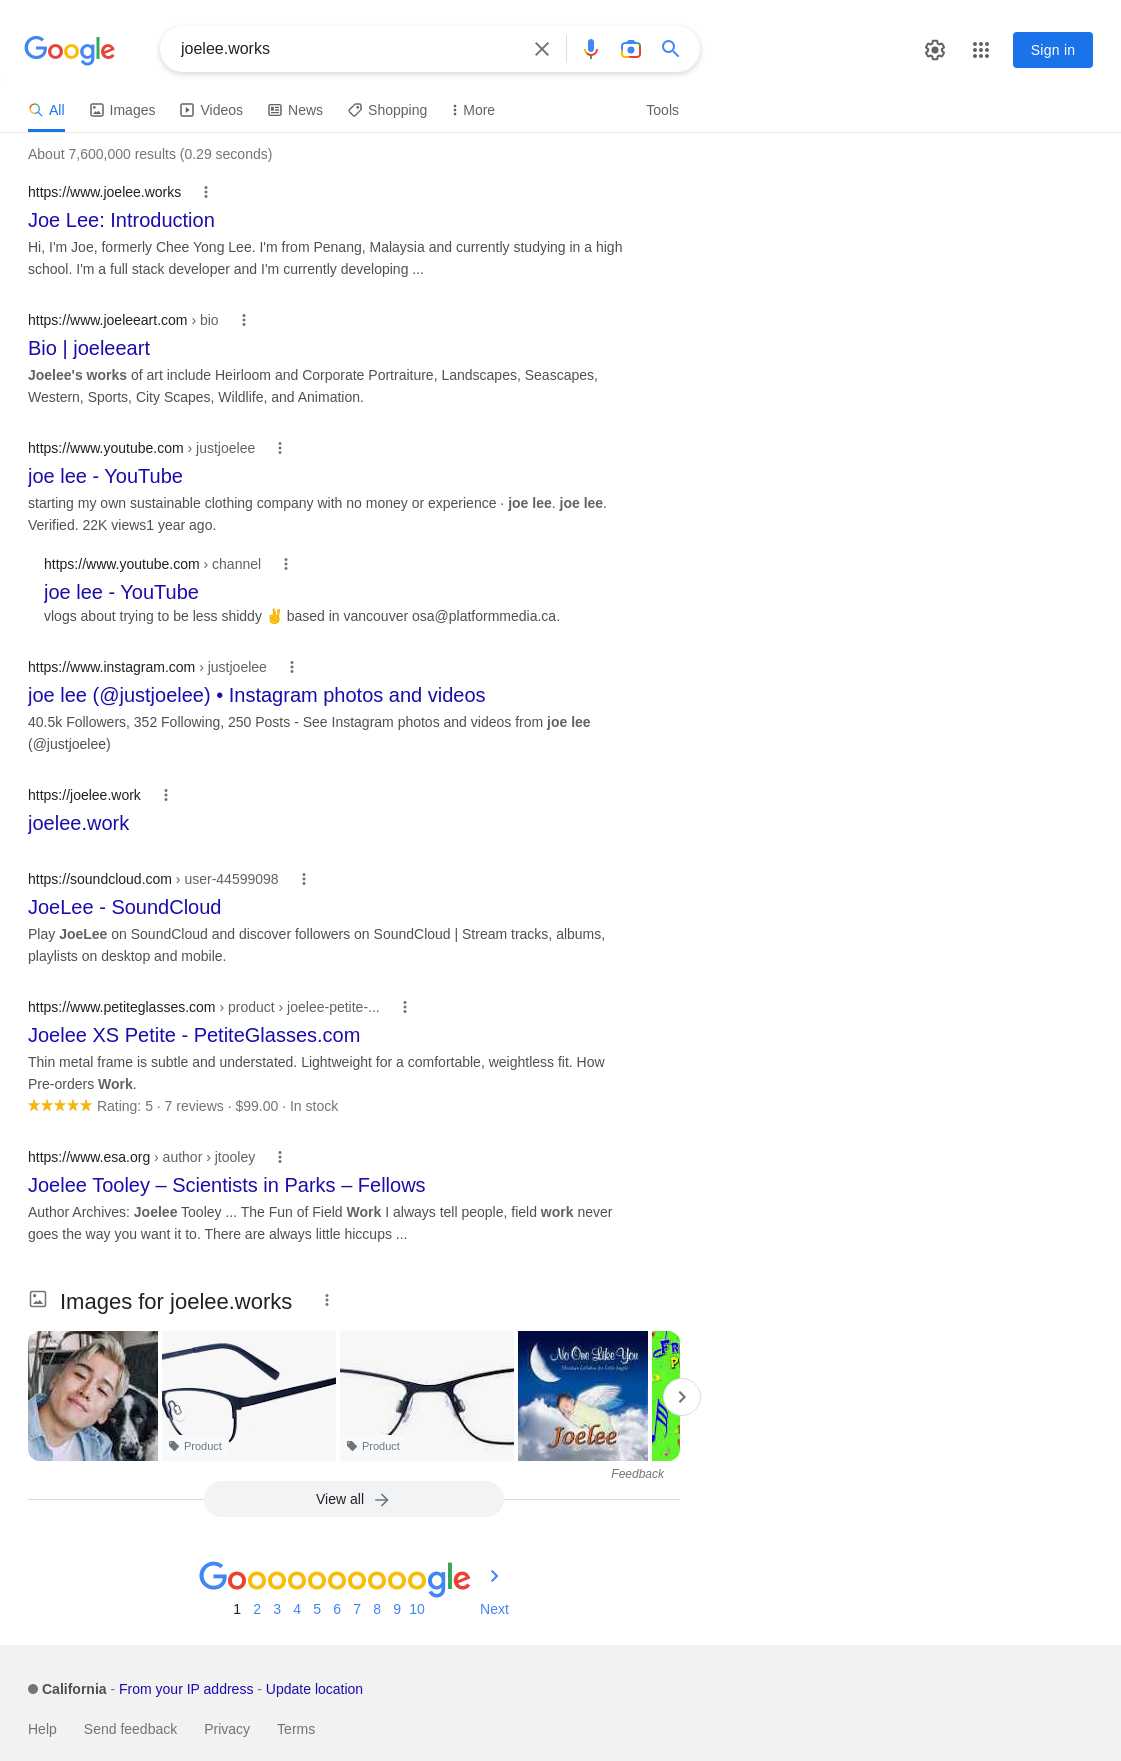 Google
joelee.works
Sign in
All
Images
Videos
News
Shopping
More
Tools
About 7,600,000 results (0.29 seconds)
https://www.joelee.works
Joe Lee: Introduction
Hi, I'm Joe, formerly Chee Yong Lee. I'm from Penang, Malaysia and currently studying in a high
school. I'm a full stack developer and I'm currently developing ...
https://www.joeleeart.com › bio
Bio | joeleeart
Joelee's works of art include Heirloom and Corporate Portraiture, Landscapes, Seascapes,
Western, Sports, City Scapes, Wildlife, and Animation.
https://www.youtube.com › justjoelee
joe lee - YouTube
starting my own sustainable clothing company with no money or experience · joe lee. joe lee.
Verified. 22K views1 year ago.
https://www.youtube.com › channel
joe lee - YouTube
vlogs about trying to be less shiddy ✌️ based in vancouver osa@platformmedia.ca.
https://www.instagram.com › justjoelee
joe lee (@justjoelee) • Instagram photos and videos
40.5k Followers, 352 Following, 250 Posts - See Instagram photos and videos from joe lee
(@justjoelee)
https://joelee.work
joelee.work
https://soundcloud.com › user-44599098
JoeLee - SoundCloud
Play JoeLee on SoundCloud and discover followers on SoundCloud | Stream tracks, albums,
playlists on desktop and mobile.
https://www.petiteglasses.com › product › joelee-petite-...
Joelee XS Petite - PetiteGlasses.com
Thin metal frame is subtle and understated. Lightweight for a comfortable, weightless fit. How
Pre-orders Work.
Rating: 5 · 7 reviews · $99.00 · In stock
https://www.esa.org › author › jtooley
Joelee Tooley – Scientists in Parks – Fellows
Author Archives: Joelee Tooley ... The Fun of Field Work I always tell people, field work never
goes the way you want it to. There are always little hiccups ...
Images for joelee.works
No One Like You
Joelee
Product
Product
Feedback
View all
Goooooooooogle
1 2 3 4 5 6 7 8 9 10 Next
California - From your IP address - Update location
Help
Send feedback
Privacy
Terms